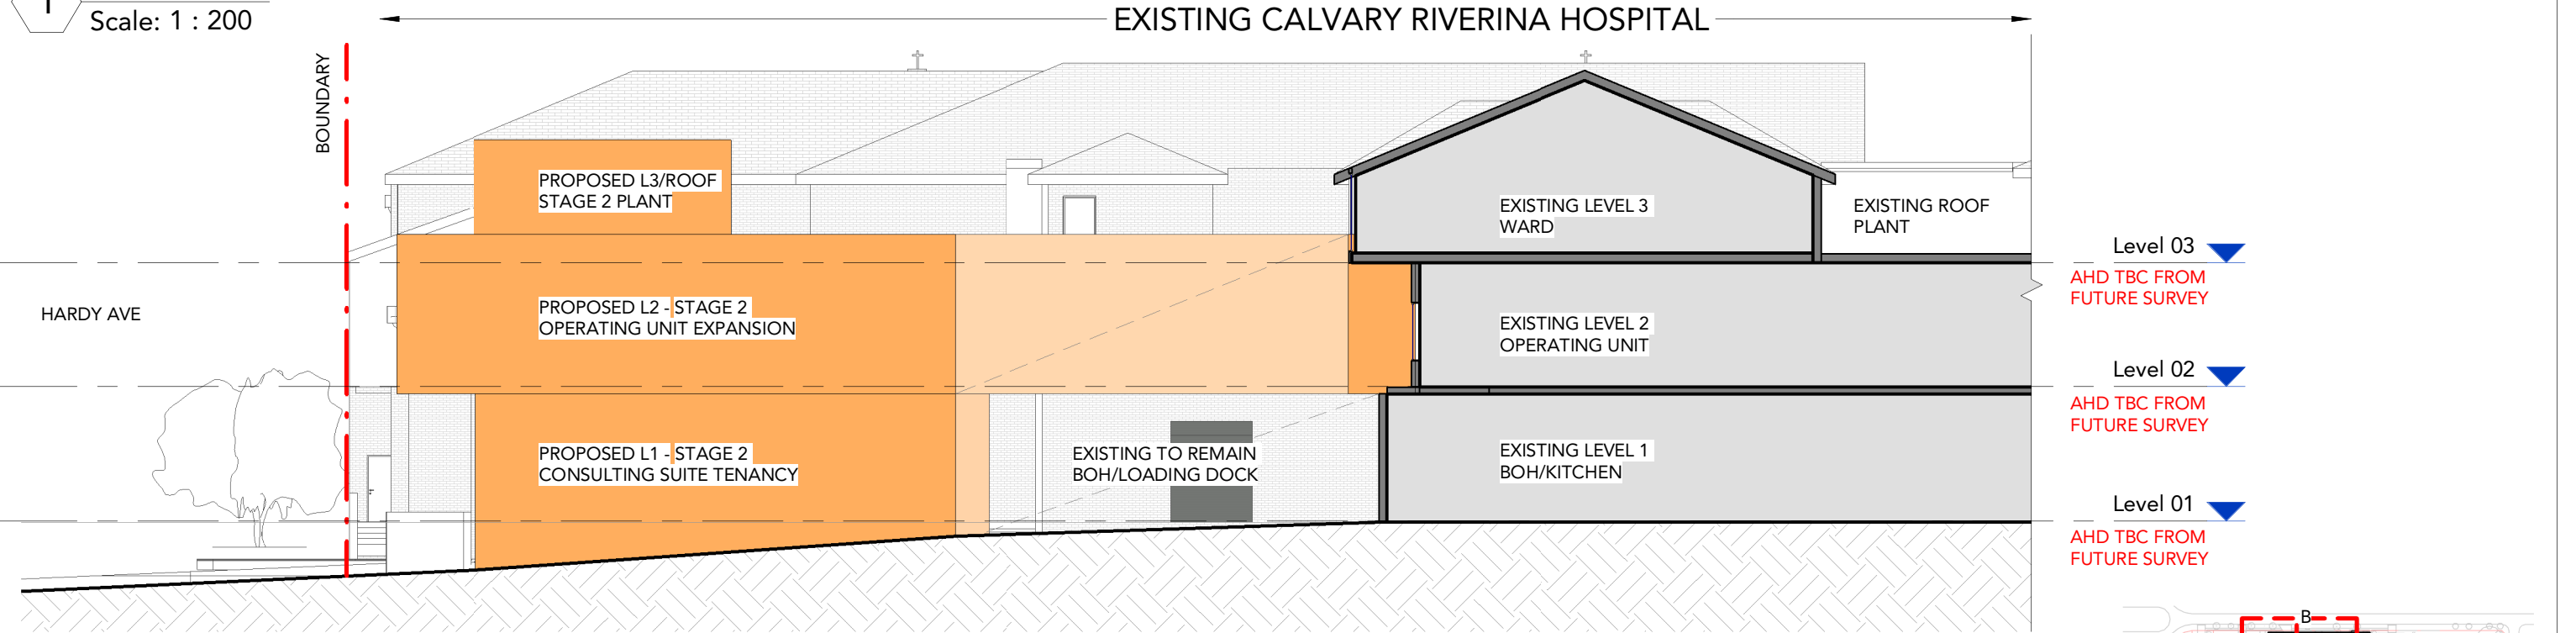 1
Scale: 1 : 200
EXISTING CALVARY RIVERINA HOSPITAL
BOUNDARY
PROPOSED L3/ROOF
STAGE 2 PLANT
EXISTING LEVEL 3
WARD
EXISTING ROOF
PLANT
Level 03
AHD TBC FROM
FUTURE SURVEY
HARDY AVE
PROPOSED L2 - STAGE 2
OPERATING UNIT EXPANSION
EXISTING LEVEL 2
OPERATING UNIT
Level 02
AHD TBC FROM
FUTURE SURVEY
PROPOSED L1 - STAGE 2
CONSULTING SUITE TENANCY
EXISTING TO REMAIN
BOH/LOADING DOCK
EXISTING LEVEL 1
BOH/KITCHEN
Level 01
AHD TBC FROM
FUTURE SURVEY
B